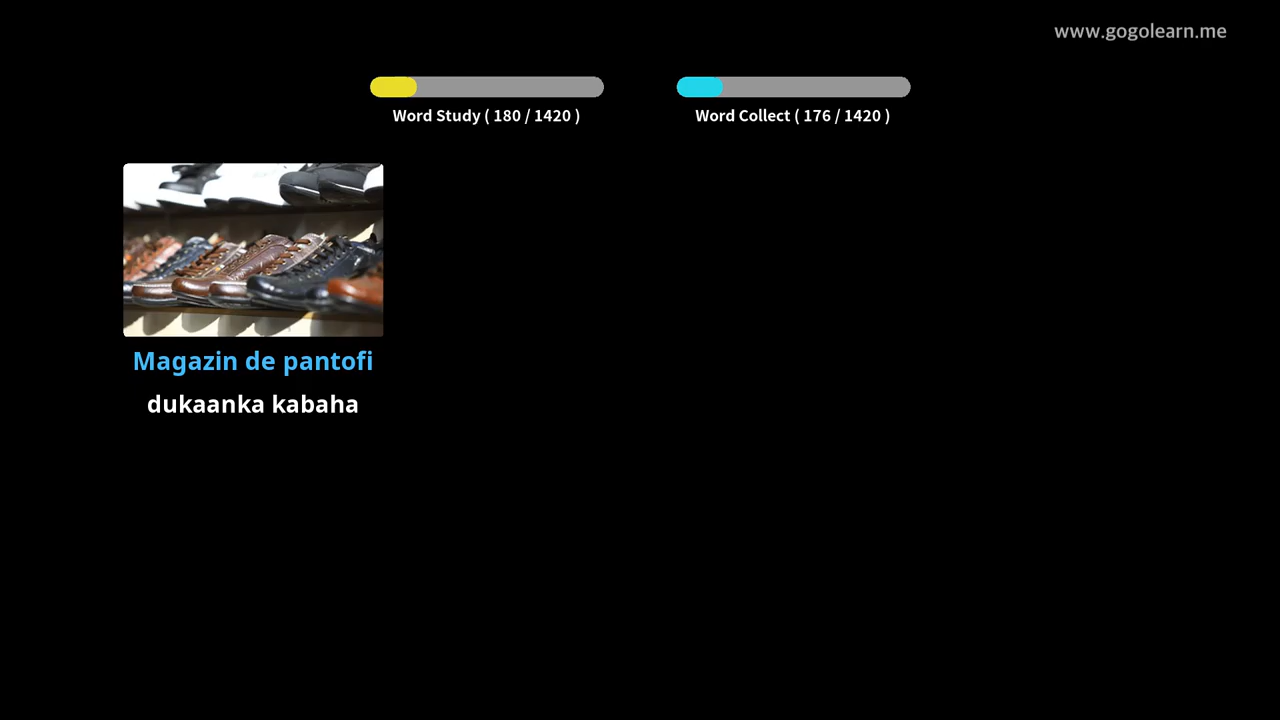 www.gogolearn.me
Word Study ( 180 / 1420 )
Word Collect ( 176 / 1420 )
Magazin de pantofi
dukaanka kabaha